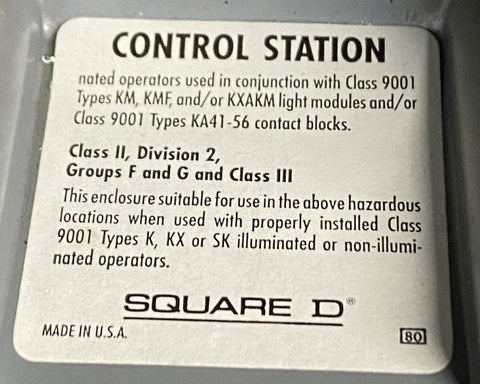 CONTROL STATION
nated operators used in conjunction with Class 9001
Types KM, KMF, and/or KXAKM light modules and/or
Class 9001 Types KA41-56 contact blocks.
Class II, Division 2,
Groups F and G and Class III
This enclosure suitable for use in the above hazardous
locations when used with properly installed Class
9001 Types K, KX or SK illuminated or non-illumi-
nated operators.
SQUARE D®
MADE IN U.S.A.
80